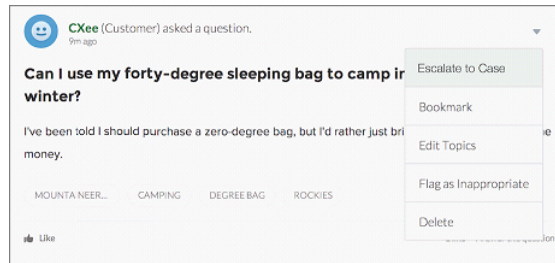 CXee (Customer) asked a question.
9m ago
Can I use my forty-degree sleeping bag to camp in
winter?
I've been told I should purchase a zero-degree bag, but I'd rather just bri
money.
MOUNTA NEER... CAMPING DEGREE BAG ROCKIES
Like
Escalate to Case
Bookmark
Edit Topics
Flag as Inappropriate
Delete